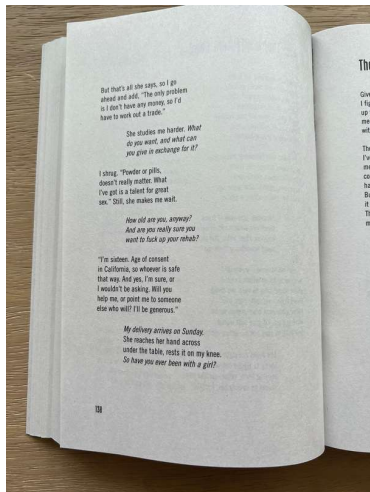 But that's all she says, so I go
ahead and add, "The only problem
is I don't have any money, so I'd
have to work out a trade."
She studies me harder. What
do you want, and what can
you give in exchange for it?
I shrug. "Powder or pills,
doesn't really matter. What
I've got is a talent for great
sex." Still, she makes me wait.
How old are you, anyway?
And are you really sure you
want to fuck up your rehab?
"I'm sixteen. Age of consent
in California, so whoever is safe
that way. And yes, I'm sure, or
I wouldn't be asking. Will you
help me, or point me to someone
else who will? I'll be generous."
My delivery arrives on Sunday.
She reaches her hand across
under the table, rests it on my knee.
So have you ever been with a girl?
138